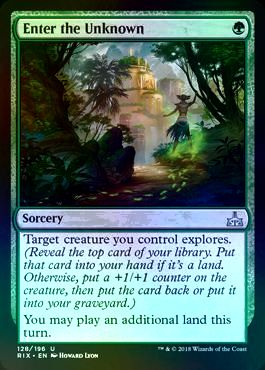 Enter the Unknown
Sorcery
Target creature you control explores.
(Reveal the top card of your library. Put
that card into your hand if it's a land.
Otherwise, put a +1/+1 counter on the
creature, then put the card back or put it
into your graveyard.)
You may play an additional land this
turn.
128/196 U
RIX • EN Howard Lyon
™ & © 2018 Wizards of the Coast